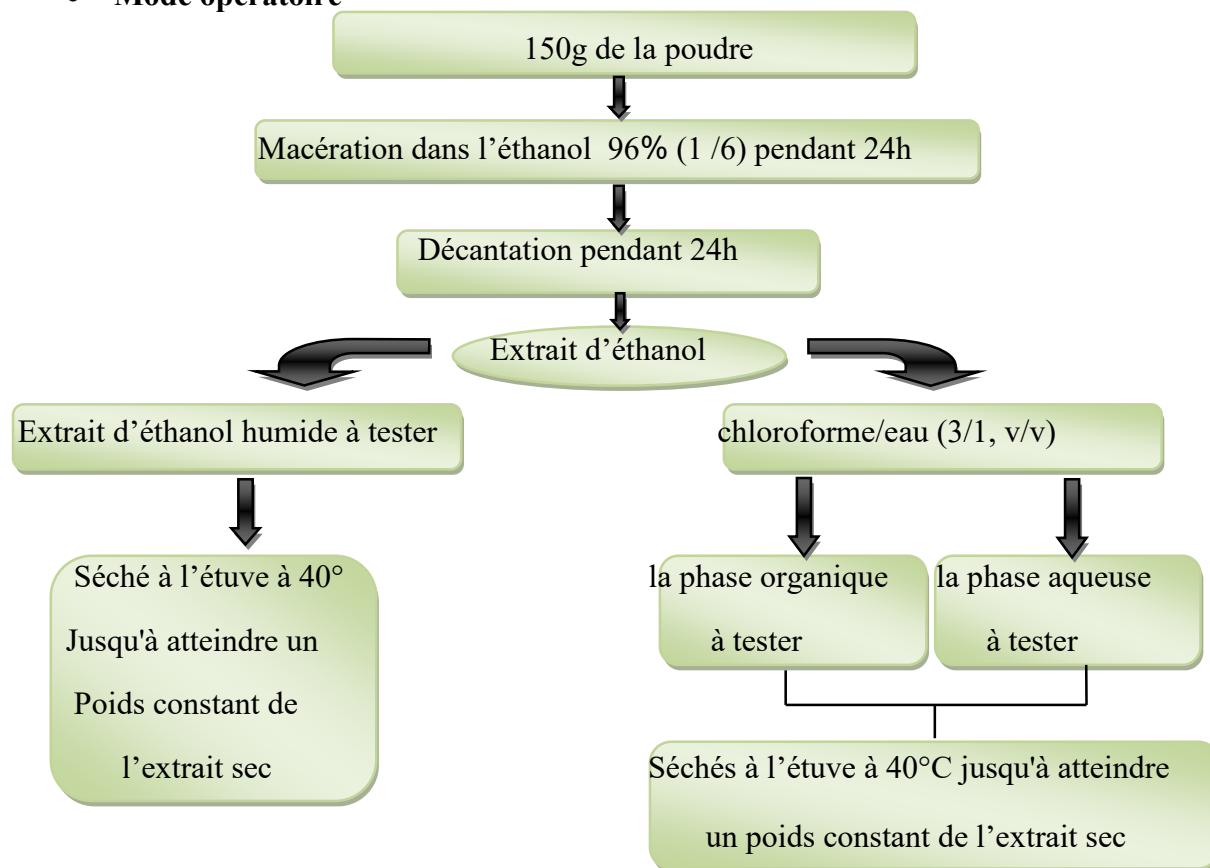 • Mode opératoire
150g de la poudre
Macération dans l’éthanol 96% (1 /6) pendant 24h
Décantation pendant 24h
Extrait d’éthanol
Extrait d’éthanol humide à tester
chloroforme/eau (3/1, v/v)
Séché à l’étuve à 40°
Jusqu'à atteindre un
Poids constant de
l’extrait sec
la phase organique
à tester
la phase aqueuse
à tester
Séchés à l’étuve à 40°C jusqu'à atteindre
un poids constant de l’extrait sec